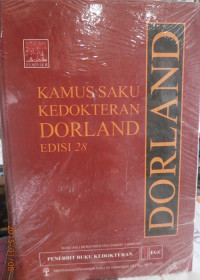 KAMUS SAKU
KEDOKTERAN
DORLAND
EDISI 28
DORLAND
PENERBIT BUKU KEDOKTERAN
EGC